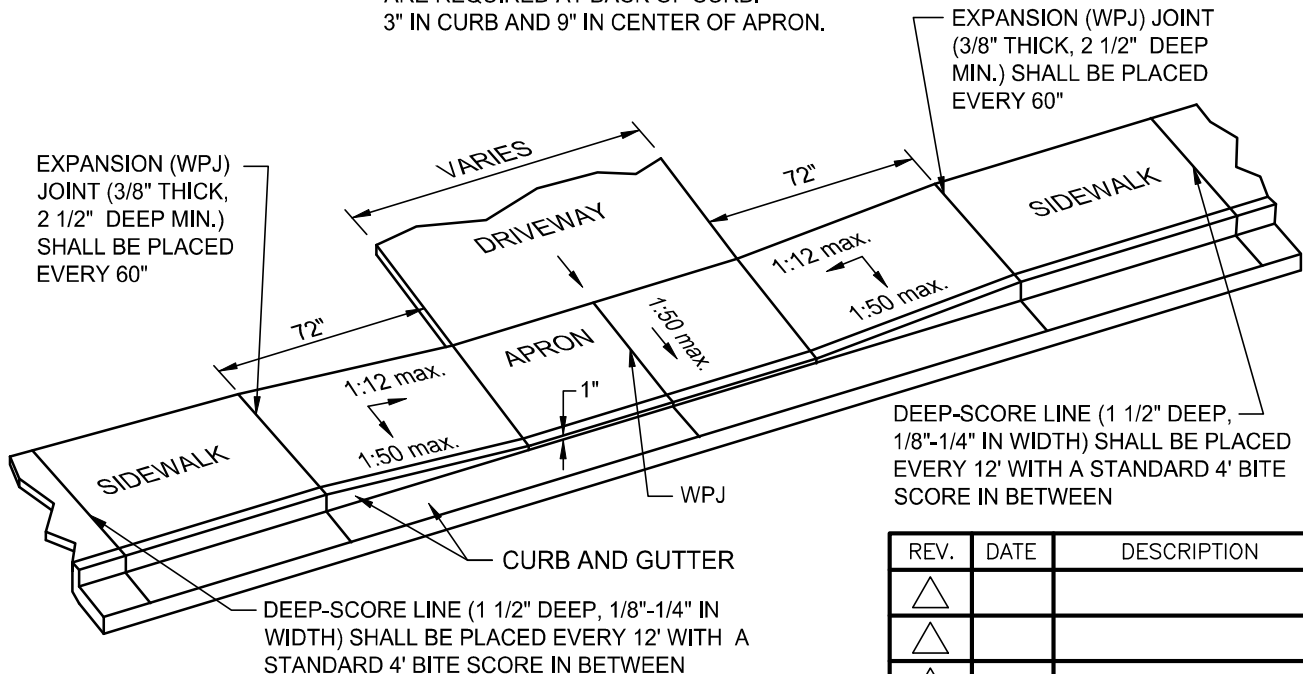 3" IN CURB AND 9" IN CENTER OF APRON.
EXPANSION (WPJ) JOINT
(3/8" THICK, 2 1/2" DEEP
MIN.) SHALL BE PLACED
EVERY 60"
EXPANSION (WPJ)
JOINT (3/8" THICK,
2 1/2" DEEP MIN.)
SHALL BE PLACED
EVERY 60"
VARIES
72"
SIDEWALK
DRIVEWAY
1:12 max.
1:50 max.
72"
APRON
1:50 max.
1:12 max.
1:50 max.
1"
SIDEWALK
WPJ
CURB AND GUTTER
DEEP-SCORE LINE (1 1/2" DEEP,
1/8"-1/4" IN WIDTH) SHALL BE PLACED
EVERY 12' WITH A STANDARD 4' BITE
SCORE IN BETWEEN
DEEP-SCORE LINE (1 1/2" DEEP, 1/8"-1/4" IN
WIDTH) SHALL BE PLACED EVERY 12' WITH A
STANDARD 4' BITE SCORE IN BETWEEN
REV. DATE DESCRIPTION